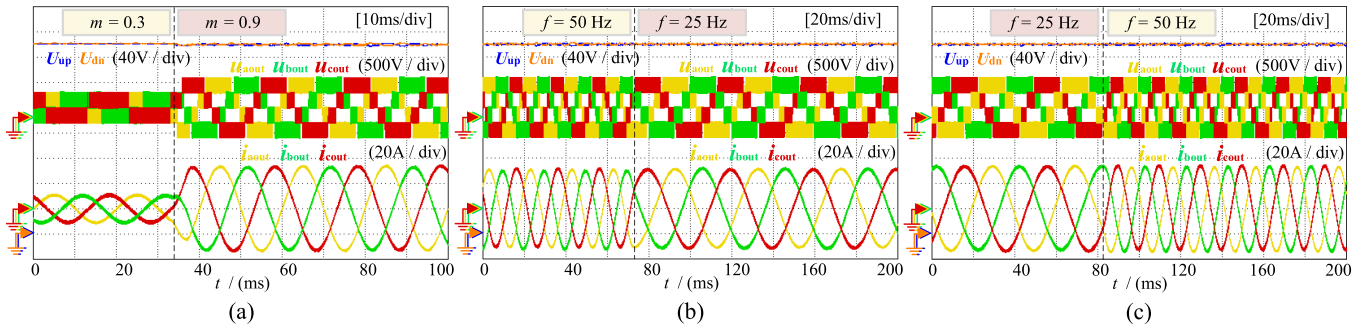 m = 0.3 m = 0.9 [10ms/div]
Uup Udn (40V / div)
uaout ubout ucout (500V / div)
iaout ibout icout (20A / div)
0 20 40 60 80 100
t / (ms)
(a)
f = 50 Hz f = 25 Hz [20ms/div]
Uup Udn (40V / div)
uaout ubout ucout (500V / div)
iaout ibout icout (20A / div)
0 40 80 120 160 200
t / (ms)
(b)
f = 25 Hz f = 50 Hz [20ms/div]
Uup Udn (40V / div)
uaout ubout ucout (500V / div)
iaout ibout icout (20A / div)
0 40 80 120 160 200
t / (ms)
(c)